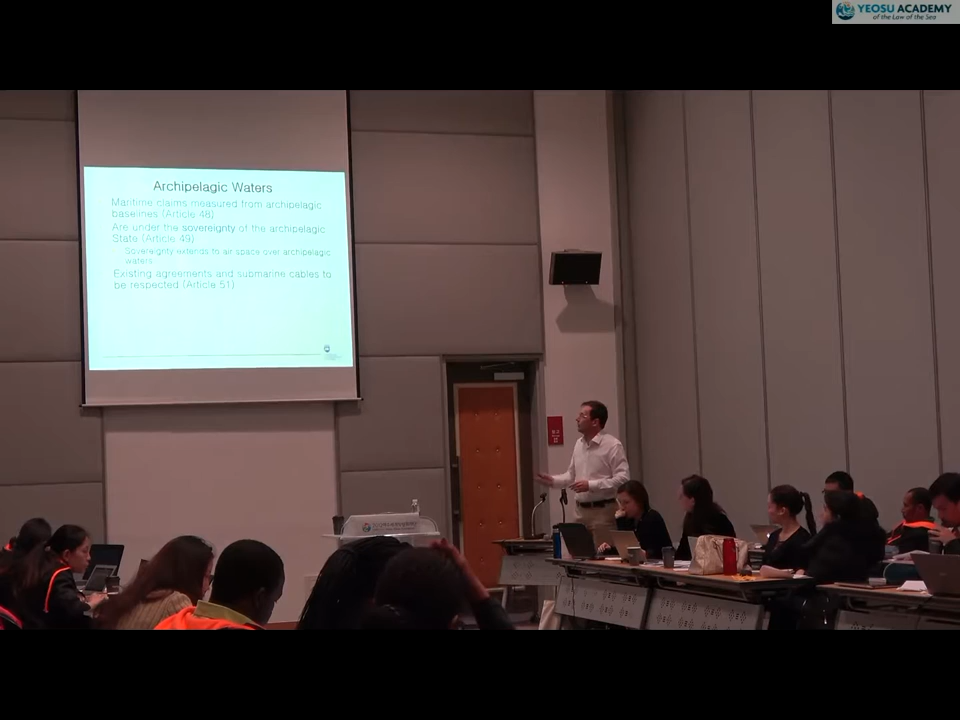 YEOSU ACADEMY
of the Law of the Sea
Archipelagic Waters
Maritime claims measured from archipelagic
baselines (Article 48)
Are under the sovereignty of the archipelagic
State (Article 49)
Sovereignty extends to air space over archipelagic
waters
Existing agreements and submarine cables to
be respected (Article 51)